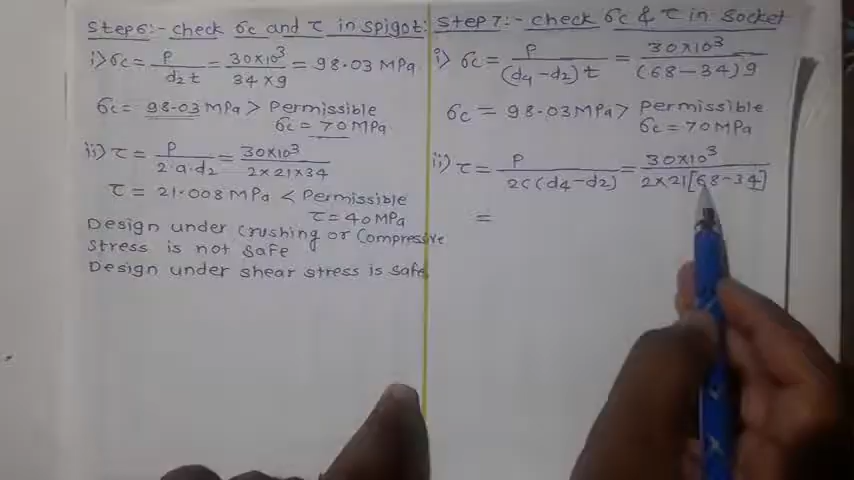 Step 6:- check σc and τ in spigot:
i) σc = P / d2 t = 30×10³ / 34×9 = 98.03 MPa
σc = 98.03 MPa > Permissible
σc = 70 MPa
ii) τ = P / 2·a·d2 = 30×10³ / 2×21×34
τ = 21.008 MPa < Permissible
τ = 40 MPa
Design under Crushing or Compressive
stress is not safe
Design under shear stress is safe
Step 7:- check σc & τ in socket
i) σc = P / (d4-d2) t = 30×10³ / (68-34) 9
σc = 98.03 MPa > Permissible
σc = 70 MPa
ii) τ = P / 2c (d4-d2) = 30×10³ / 2×21[68-34]
=